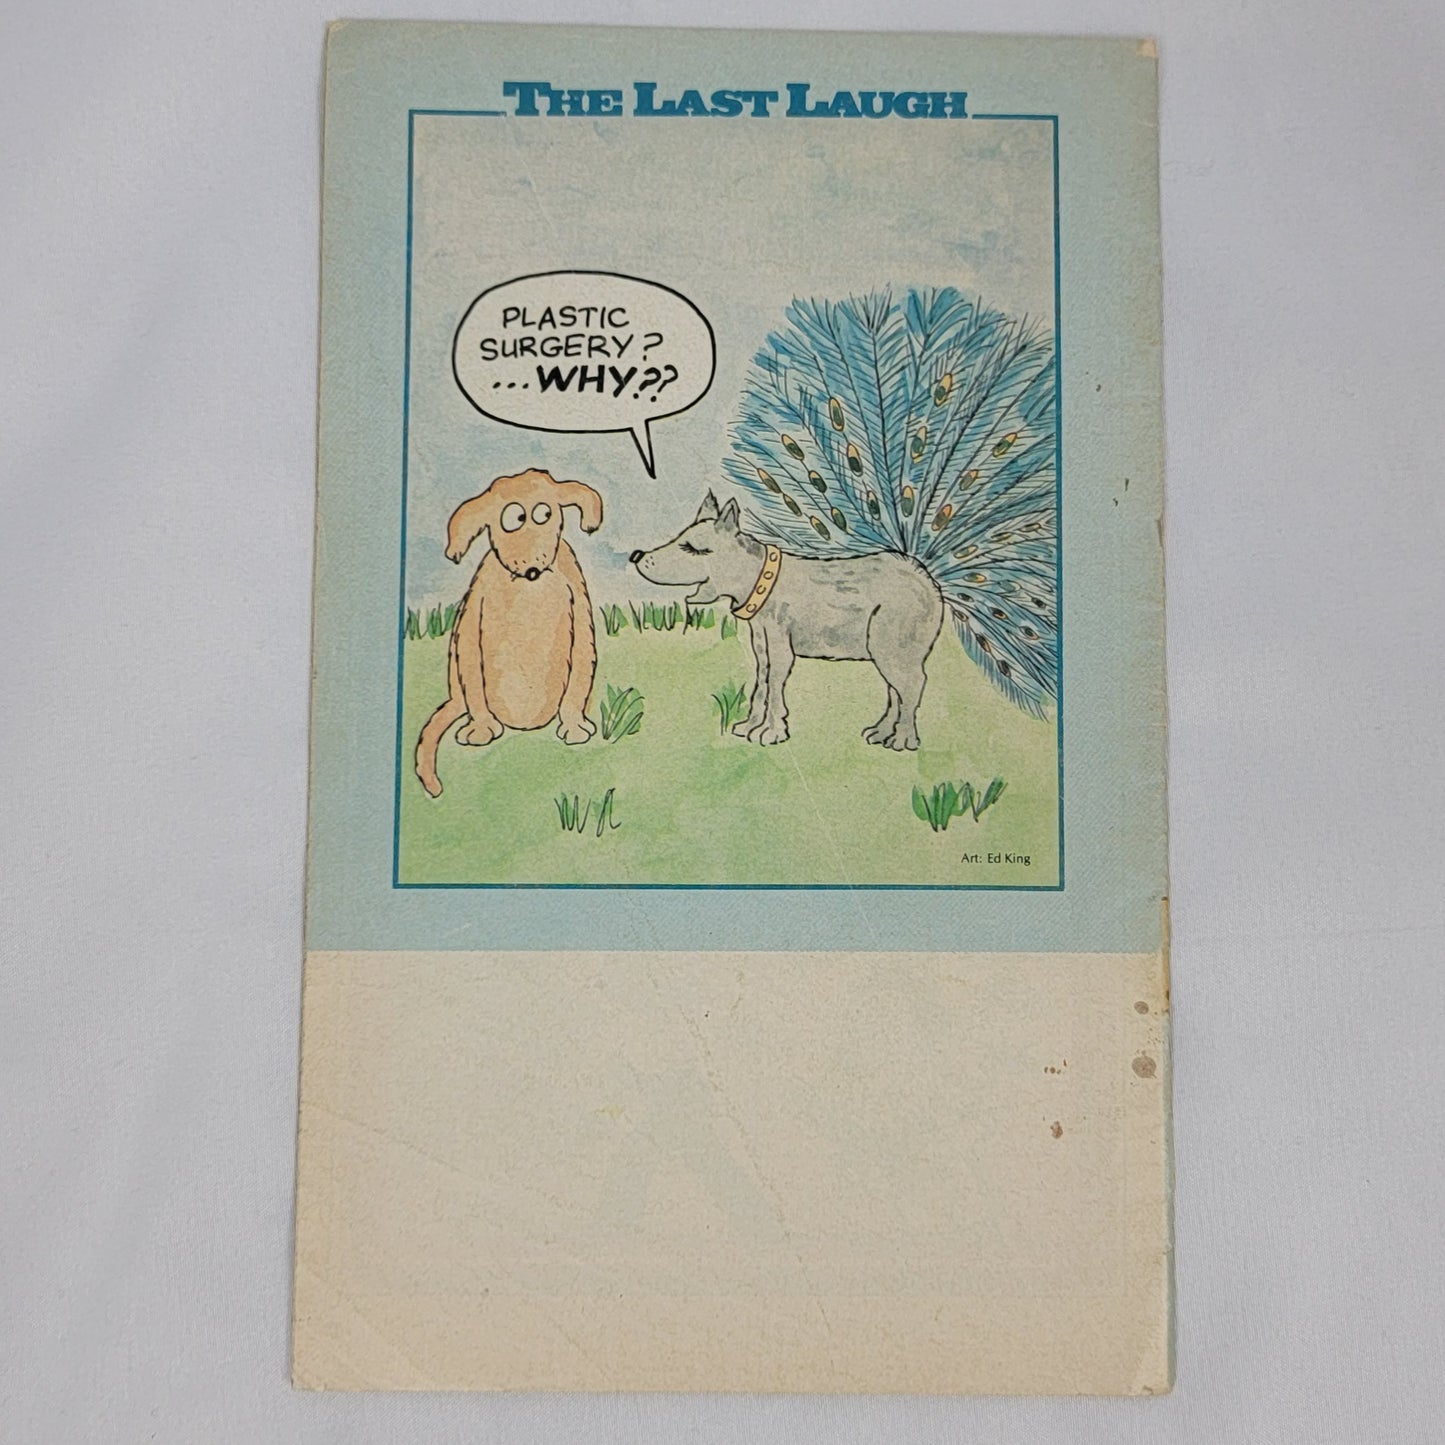 THE LAST LAUGH
PLASTIC
SURGERY?
...WHY??
Art: Ed King